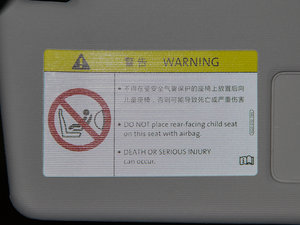 警告 WARNING
• 不得在受安全气囊保护的座椅上放置后向
儿童座椅，否则可能导致死亡或严重伤害
• DO NOT place rear-facing child seat
on this seat with airbag.
• DEATH OR SERIOUS INJURY
can occur.